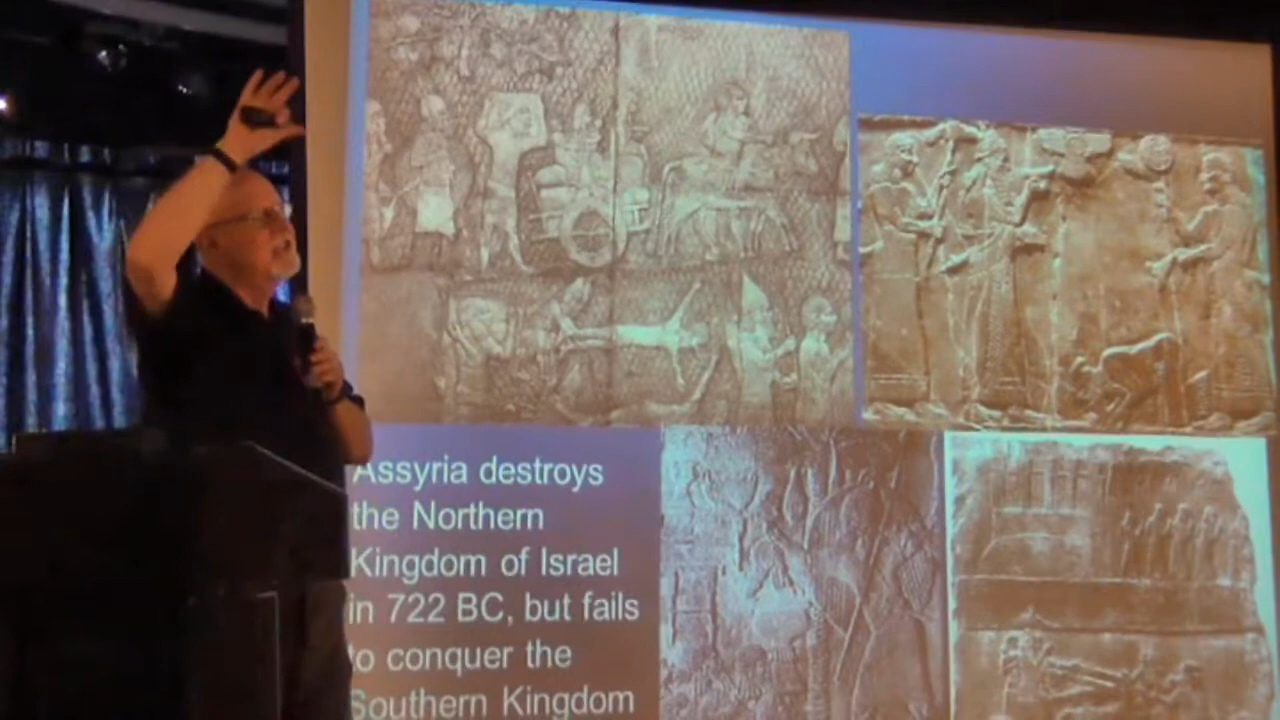 Assyria destroys
the Northern
Kingdom of Israel
in 722 BC, but fails
to conquer the
Southern Kingdom